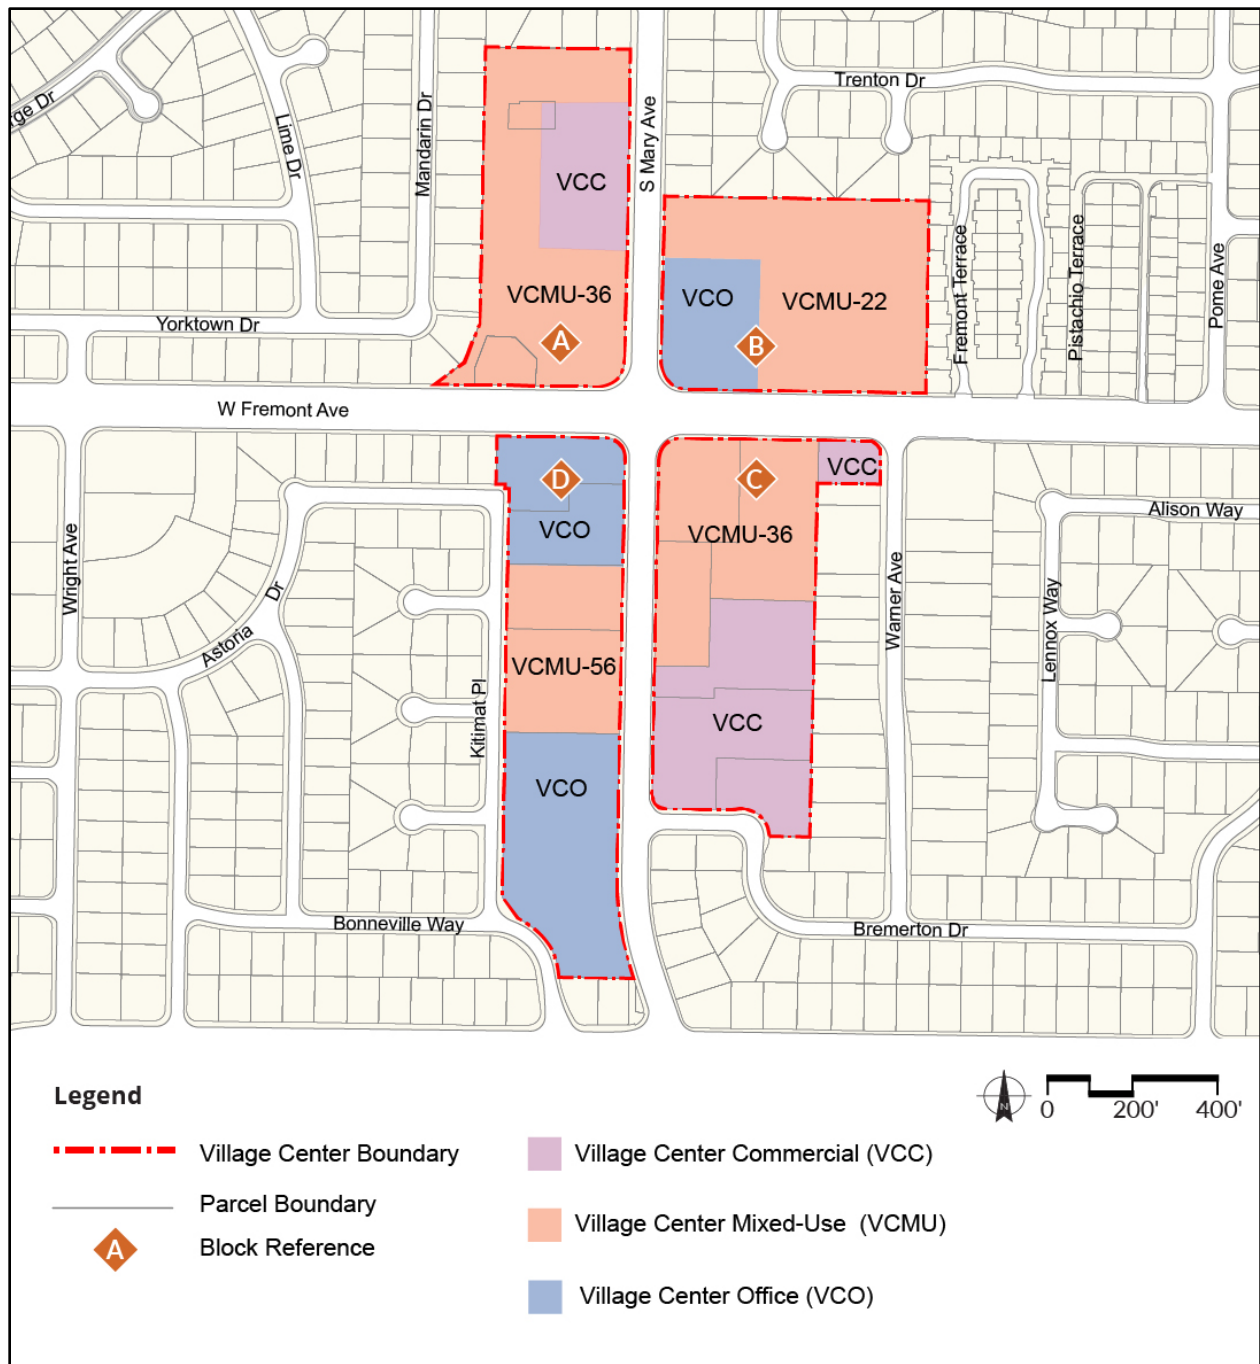 Trenton Dr
rge Dr
Lime Dr
Mandarin Dr
S Mary Ave
VCC
VCMU-36
A
VCO
VCMU-22
B
Fremont Terrace
Pistachio Terrace
Pome Ave
Yorktown Dr
W Fremont Ave
D
VCO
C
VCC
VCMU-36
Alison Way
Wright Ave
Astoria Dr
Kitimat Pl
VCMU-56
VCC
VCO
Warner Ave
Lennox Way
Bonneville Way
Bremerton Dr
Legend
N
0 200' 400'
Village Center Boundary
Parcel Boundary
A
Block Reference
Village Center Commercial (VCC)
Village Center Mixed-Use (VCMU)
Village Center Office (VCO)